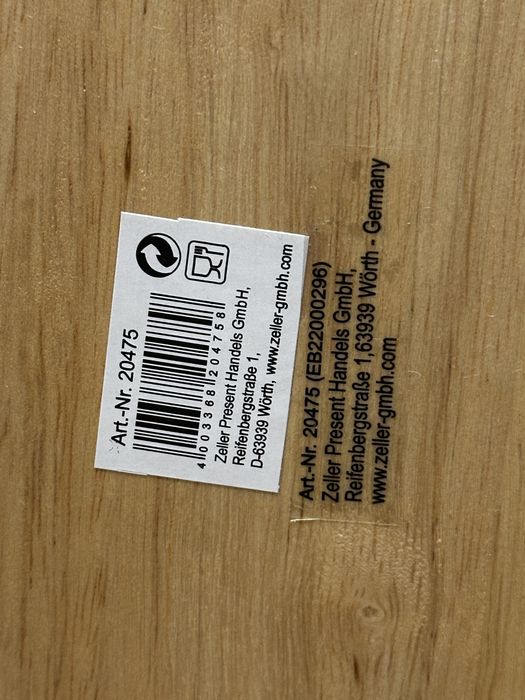 Art.-Nr. 20475
4 003368 204758
Zeller Present Handels GmbH,
Reifenbergstraße 1,
D-63939 Wörth, www.zeller-gmbh.com
Art.-Nr. 20475 (EB22000296)
Zeller Present Handels GmbH,
Reifenbergstraße 1,63939 Wörth - Germany
www.zeller-gmbh.com